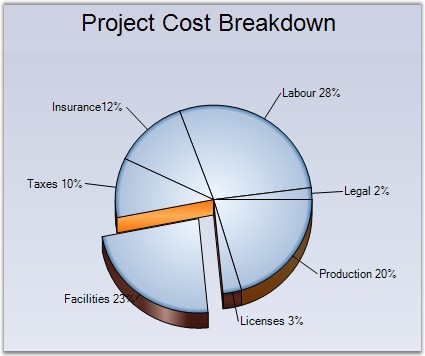 Project Cost Breakdown
Labour 28%
Insurance12%
Taxes 10%
Legal 2%
Production 20%
Facilities 23%
Licenses 3%